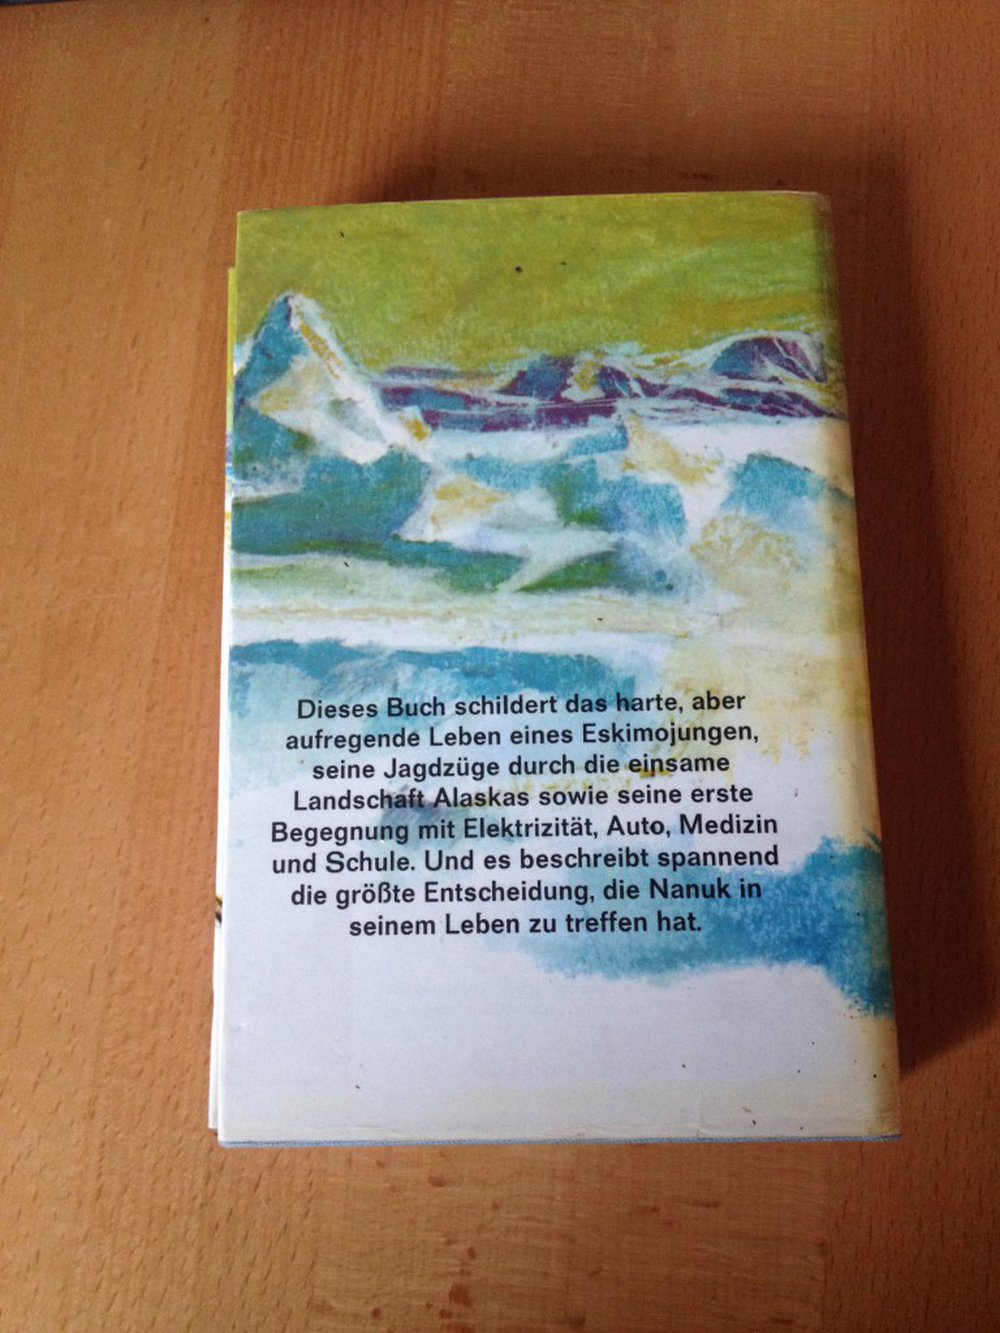 Dieses Buch schildert das harte, aber
aufregende Leben eines Eskimojungen,
seine Jagdzüge durch die einsame
Landschaft Alaskas sowie seine erste
Begegnung mit Elektrizität, Auto, Medizin
und Schule. Und es beschreibt spannend
die größte Entscheidung, die Nanuk in
seinem Leben zu treffen hat.